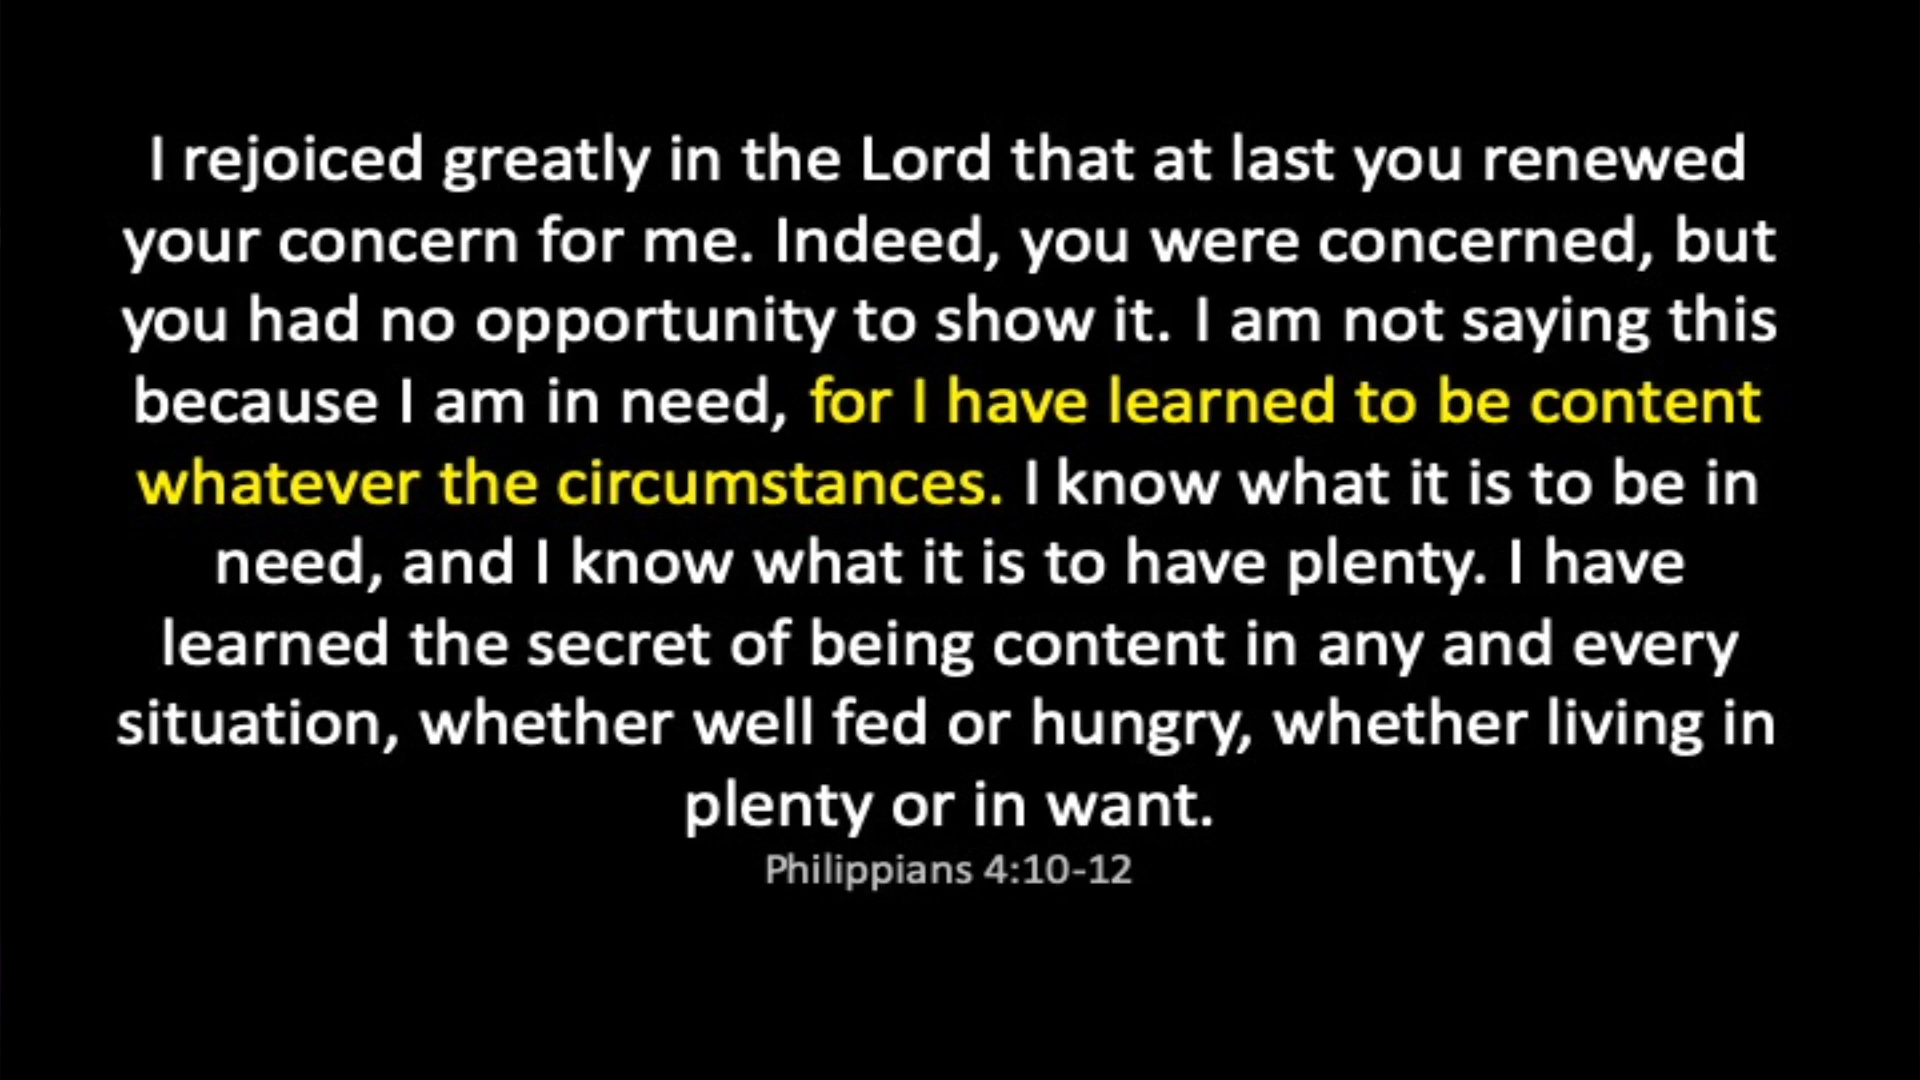 I rejoiced greatly in the Lord that at last you renewed
your concern for me. Indeed, you were concerned, but
you had no opportunity to show it. I am not saying this
because I am in need, for I have learned to be content
whatever the circumstances. I know what it is to be in
need, and I know what it is to have plenty. I have
learned the secret of being content in any and every
situation, whether well fed or hungry, whether living in
plenty or in want.
Philippians 4:10-12